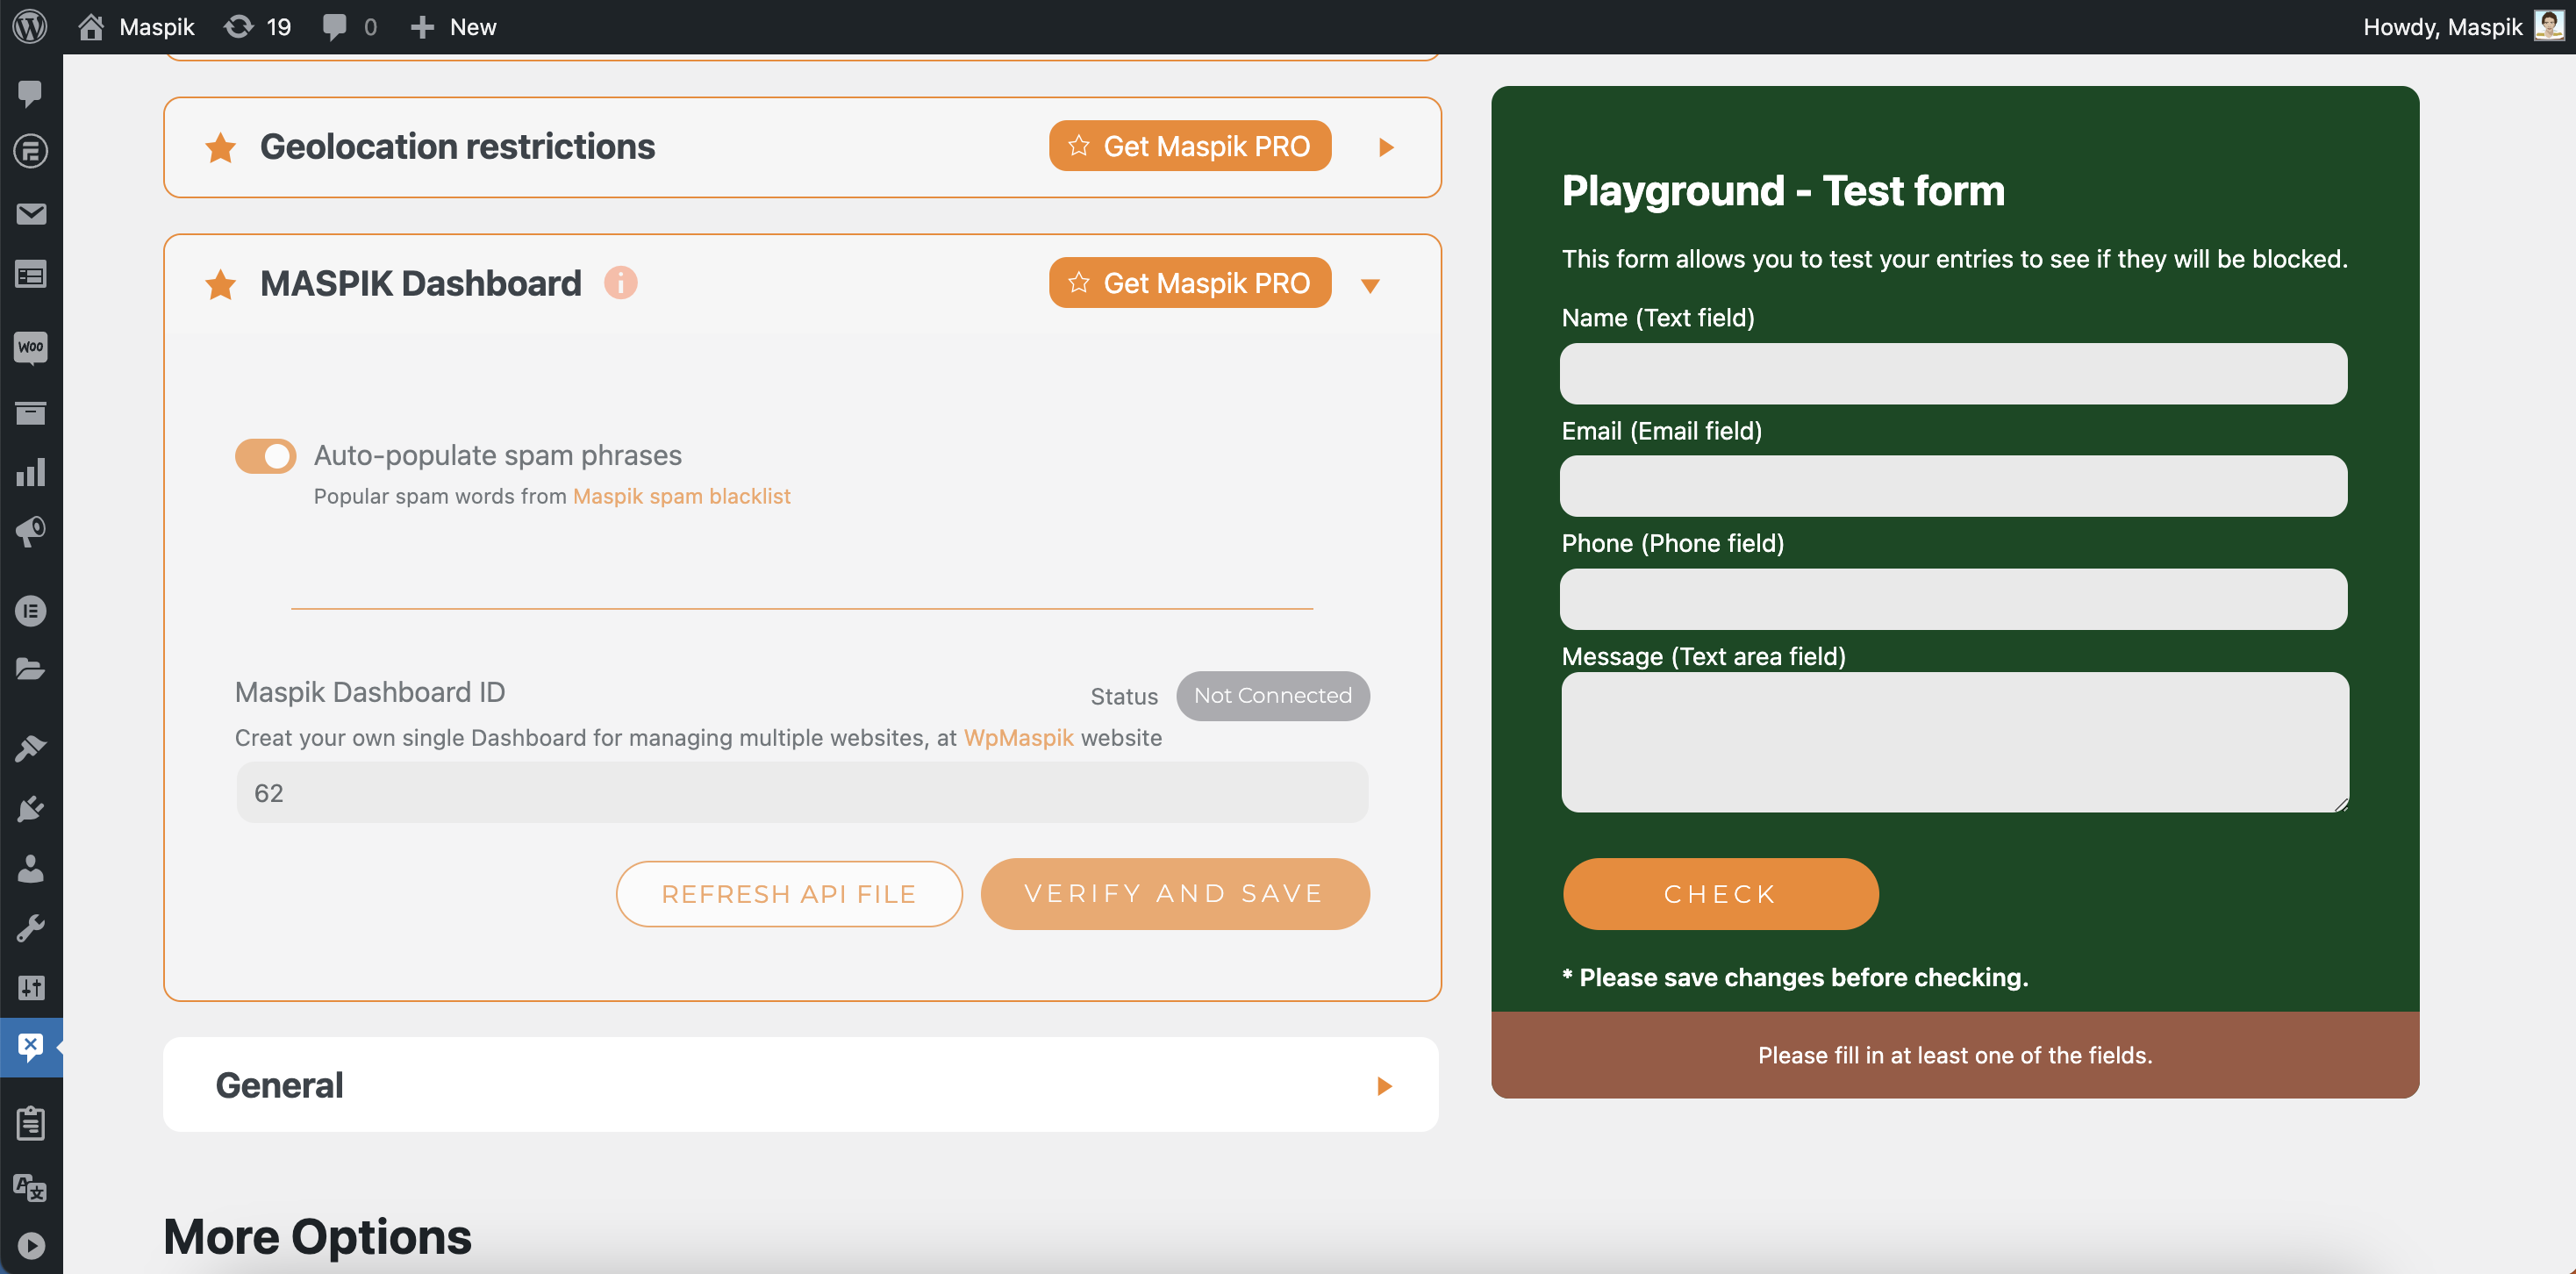 Maspik
19
0
New
Howdy, Maspik
Woo
Geolocation restrictions
Get Maspik PRO
MASPIK Dashboard
i
Get Maspik PRO
Auto-populate spam phrases
Popular spam words from Maspik spam blacklist
Maspik Dashboard ID
Status
Not Connected
Creat your own single Dashboard for managing multiple websites, at WpMaspik website
62
REFRESH API FILE
VERIFY AND SAVE
General
More Options
Playground - Test form
This form allows you to test your entries to see if they will be blocked.
Name (Text field)
Email (Email field)
Phone (Phone field)
Message (Text area field)
CHECK
* Please save changes before checking.
Please fill in at least one of the fields.